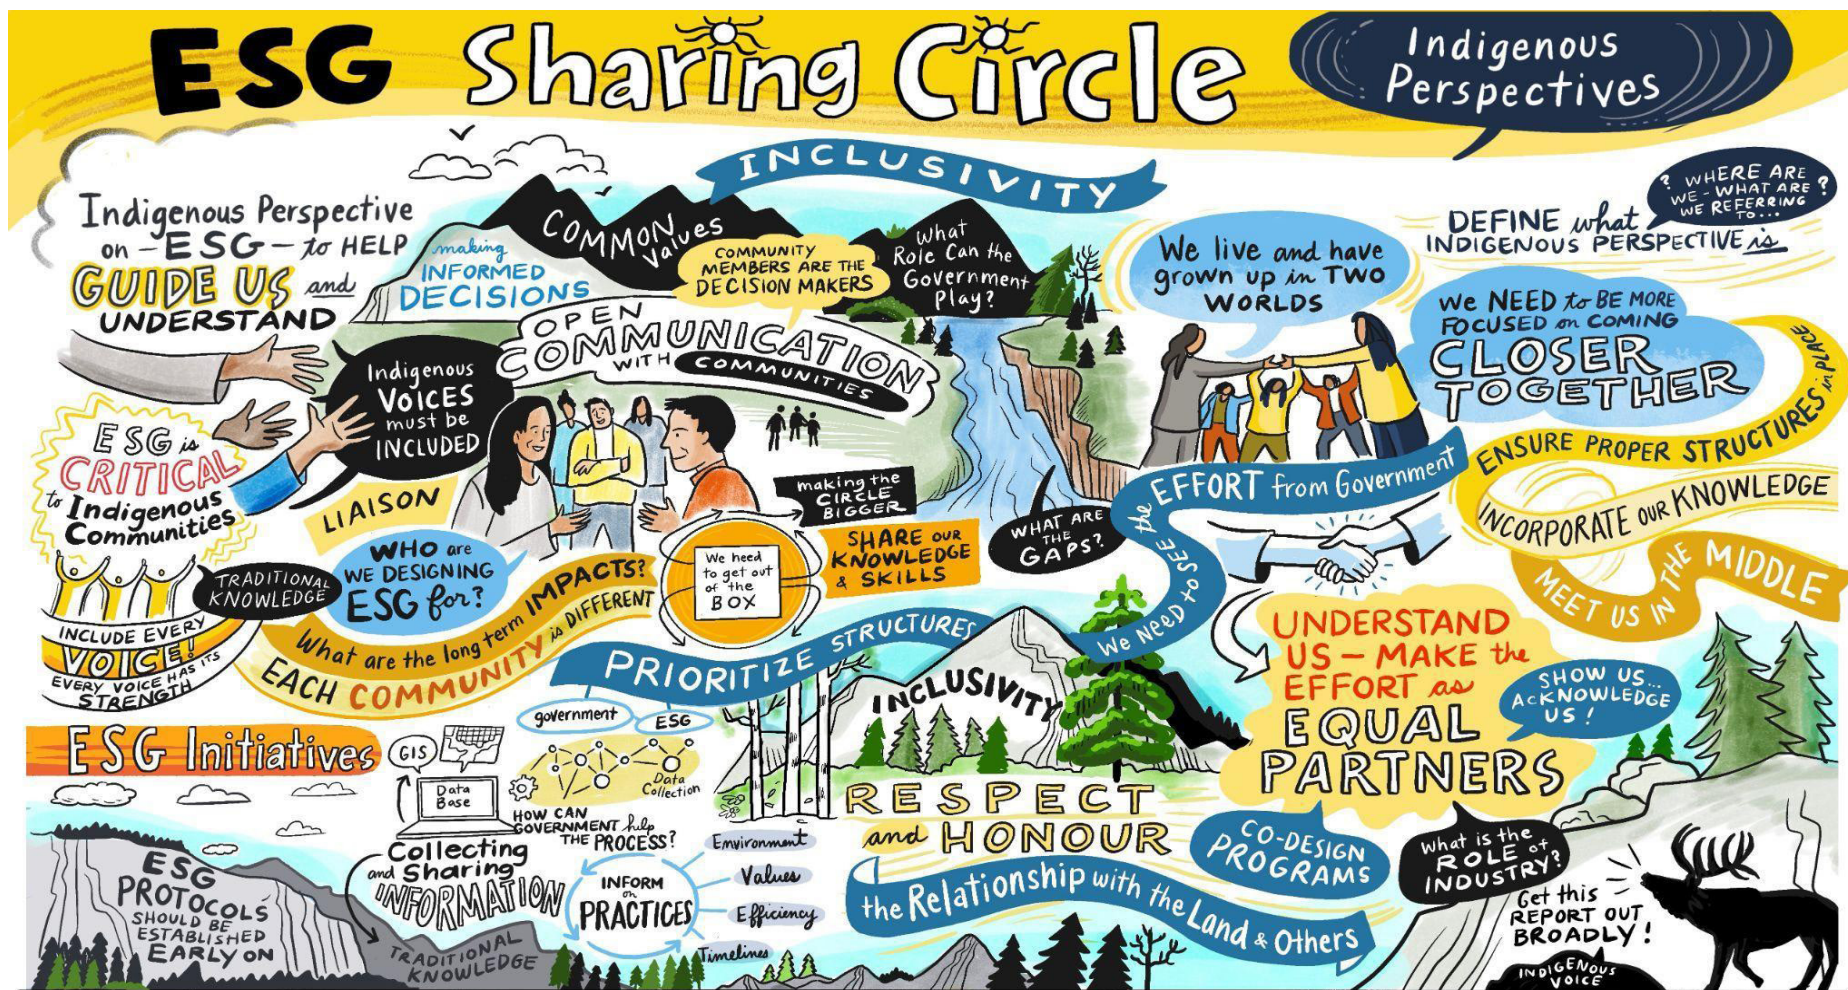 ESG Sharing Circle
Indigenous
Perspectives
INCLUSIVITY
Indigenous Perspective
on - ESG - to HELP
GUIDE US and
UNDERSTAND
making
INFORMED
DECISIONS
COMMON
Values
COMMUNITY
MEMBERS ARE THE
DECISION MAKERS
What
Role Can the
Government
Play?
We live and have
grown up in TWO
WORLDS
? WHERE ARE ?
WE - WHAT ARE
WE REFERRING
TO...
DEFINE what
INDIGENOUS PERSPECTIVE is
We NEED to BE MORE
FOCUSED on COMING
CLOSER
TOGETHER
OPEN
COMMUNICATION
WITH COMMUNITIES
Indigenous
VOICES
must be
INCLUDED
ESG is
CRITICAL
to Indigenous
Communities
LIAISON
making the
CIRCLE
BIGGER
WHAT ARE
THE
GAPS?
We NEED to SEE the EFFORT from Government
ENSURE PROPER STRUCTURES in PLACE
INCORPORATE OUR KNOWLEDGE
MEET US IN THE MIDDLE
WHO are
WE DESIGNING
ESG for?
TRADITIONAL
KNOWLEDGE
We need
to get out
of the
BOX
SHARE OUR
KNOWLEDGE
& SKILLS
INCLUDE EVERY
VOICE!
EVERY VOICE HAS ITS
STRENGTH
What are the long term IMPACTS?
EACH COMMUNITY is DIFFERENT
PRIORITIZE STRUCTURES
government
ESG
INCLUSIVITY
UNDERSTAND
US - MAKE the
EFFORT as
EQUAL
PARTNERS
SHOW US...
ACKNOWLEDGE
US!
ESG Initiatives
GIS
Data
Base
Data
Collection
HOW CAN
GOVERNMENT help
THE PROCESS?
Collecting
and Sharing
INFORMATION
INFORM
on
PRACTICES
Environment
Values
Efficiency
Timelines
ESG
PROTOCOLS
SHOULD BE
ESTABLISHED
EARLY ON
TRADITIONAL
KNOWLEDGE
RESPECT
and HONOUR
the Relationship with the Land & Others
CO-DESIGN
PROGRAMS
What is the
ROLE of
INDUSTRY?
Get this
REPORT OUT
BROADLY!
INDIGENOUS
VOICE